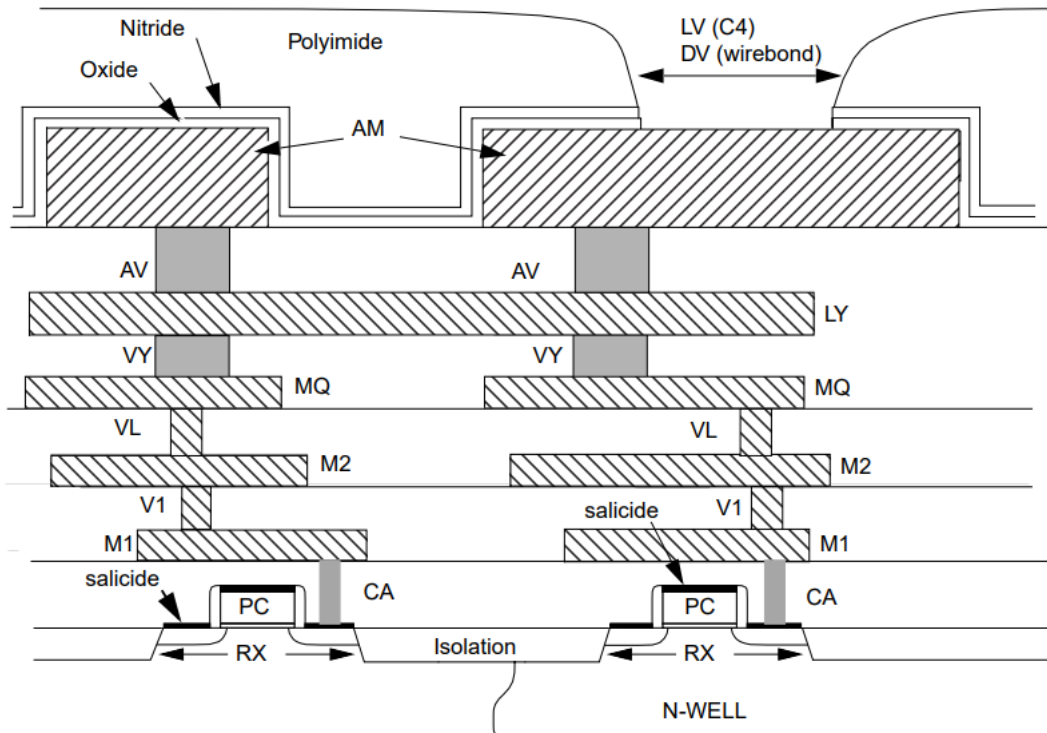 Nitride
Polyimide
LV (C4)
DV (wirebond)
Oxide
AM
AV
AV
LY
VY
VY
MQ
MQ
VL
VL
M2
M2
V1
V1
salicide
M1
M1
salicide
CA
CA
PC
PC
RX
Isolation
RX
N-WELL